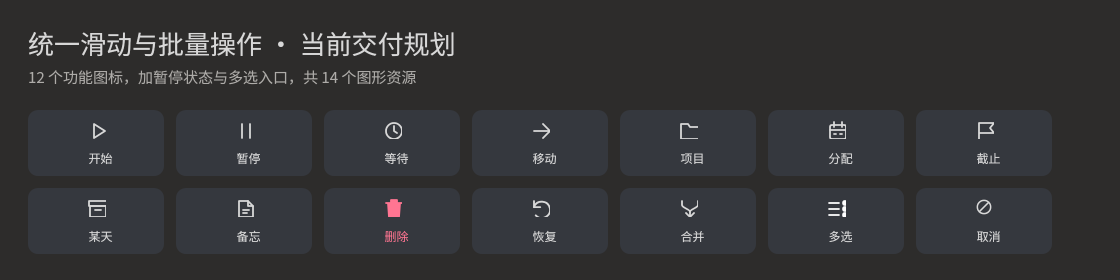 统一滑动与批量操作 · 当前交付规划
12 个功能图标，加暂停状态与多选入口，共 14 个图形资源
开始 暂停 等待 移动 项目 分配 截止
某天 备忘 删除 恢复 合并 多选 取消